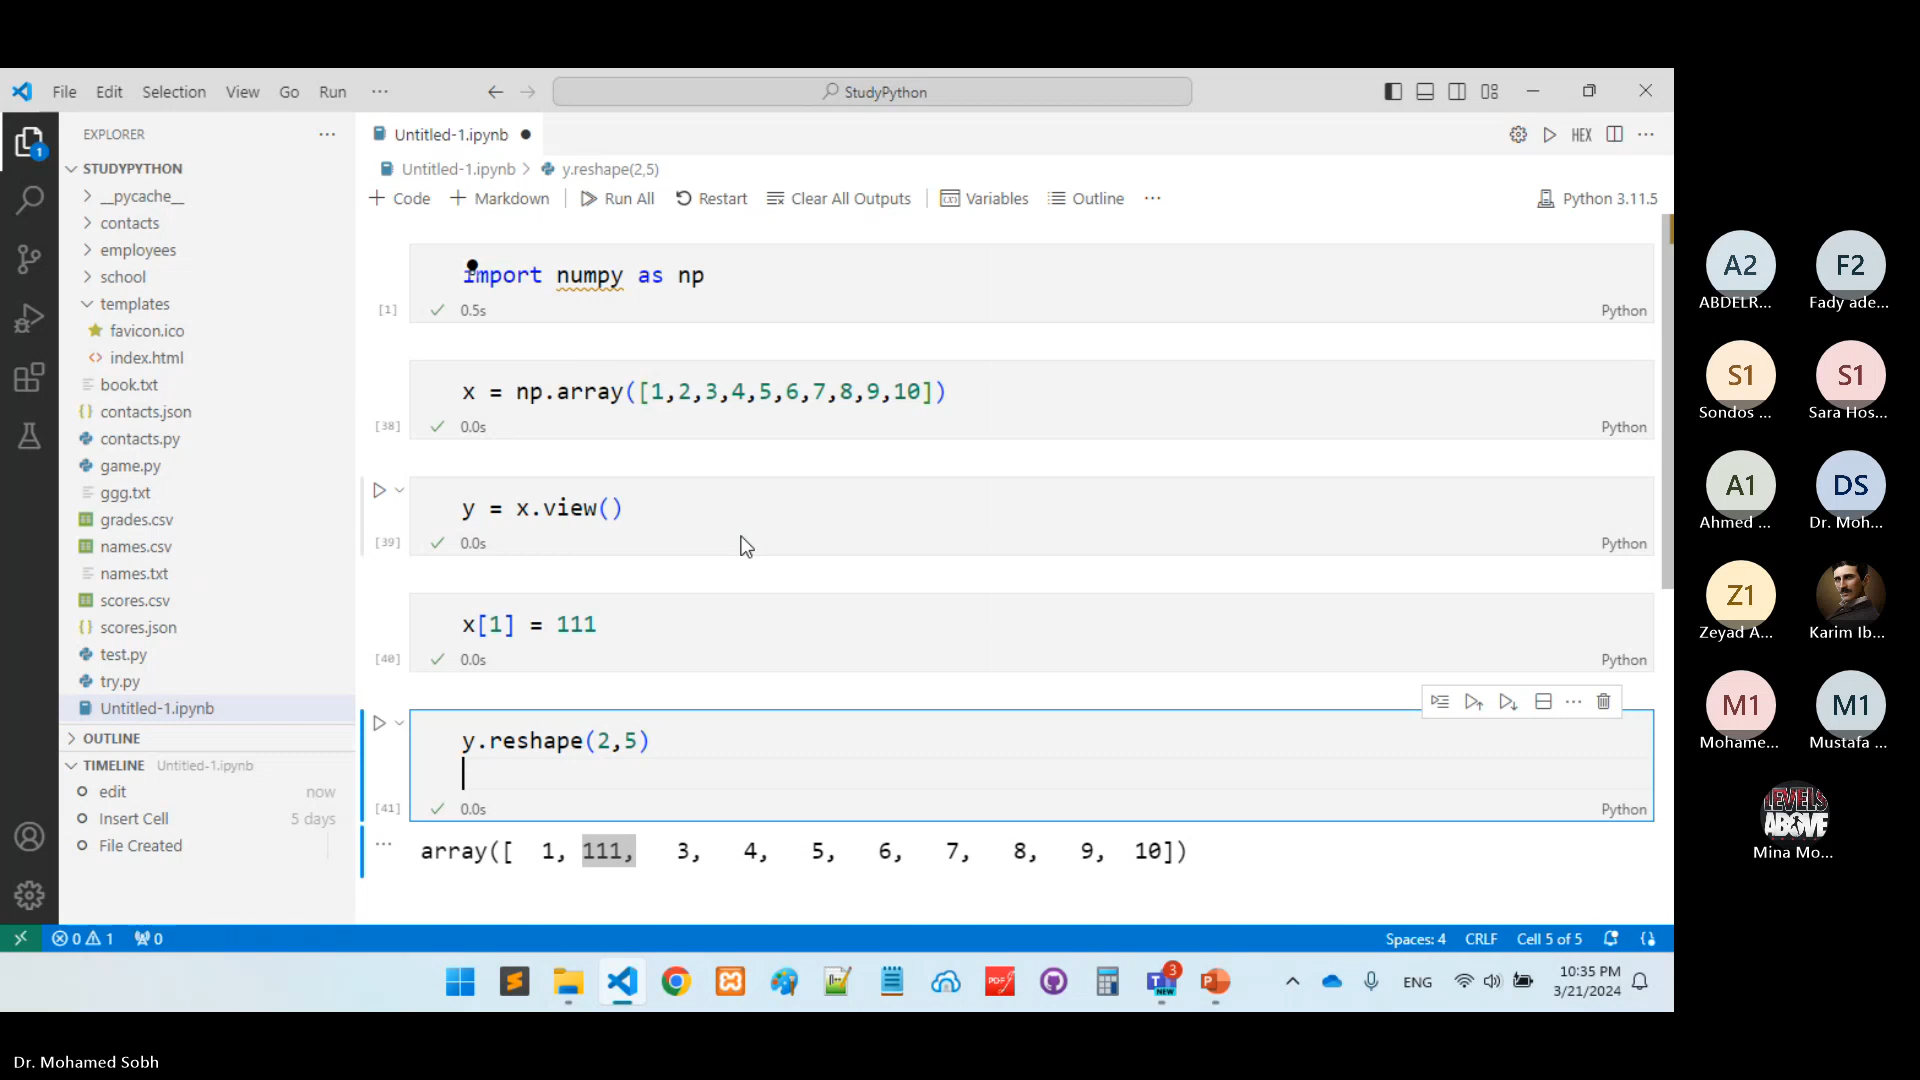 File Edit Selection View Go Run ···
StudyPython
EXPLORER ···
STUDYPYTHON
__pycache__
contacts
employees
school
templates
favicon.ico
index.html
book.txt
contacts.json
contacts.py
game.py
ggg.txt
grades.csv
names.csv
names.txt
scores.csv
scores.json
test.py
try.py
Untitled-1.ipynb
OUTLINE
TIMELINE Untitled-1.ipynb
edit now
Insert Cell 5 days
File Created
1
Untitled-1.ipynb
HEX
Untitled-1.ipynb > y.reshape(2,5)
+ Code + Markdown Run All Restart Clear All Outputs Variables Outline ···
Python 3.11.5
import numpy as np
[1] 0.5s Python
x = np.array([1,2,3,4,5,6,7,8,9,10])
[38] 0.0s Python
y = x.view()
[39] 0.0s Python
x[1] = 111
[40] 0.0s Python
y.reshape(2,5)
[41] 0.0s Python
array([ 1, 111, 3, 4, 5, 6, 7, 8, 9, 10])
0 1 0
Spaces: 4 CRLF Cell 5 of 5
PDF
3
NEW
ENG
10:35 PM
3/21/2024
A2
ABDELR...
F2
Fady ade...
S1
Sondos ...
S1
Sara Hos...
A1
Ahmed ...
DS
Dr. Moh...
Z1
Zeyad A...
Karim Ib...
M1
Mohame...
M1
Mustafa ...
LEVELS
ABOVE
Mina Mo...
Dr. Mohamed Sobh